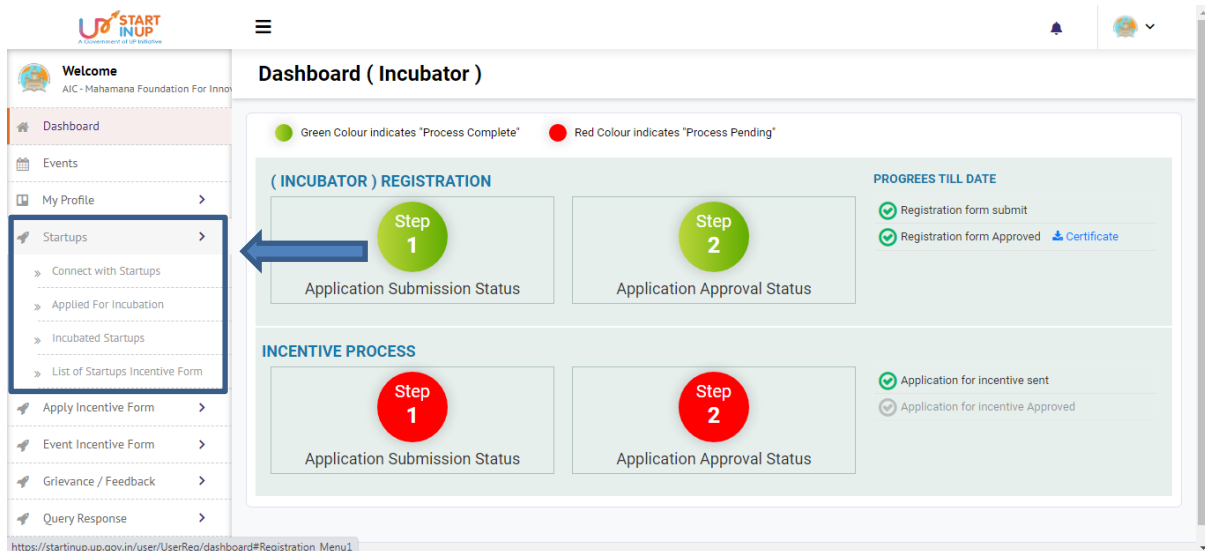 UP START
INUP
A Government of UP Initiative
Welcome
AIC - Mahamana Foundation For Innov
Dashboard
Events
My Profile
Startups
Connect with Startups
Applied For Incubation
Incubated Startups
List of Startups Incentive Form
Apply Incentive Form
Event Incentive Form
Grievance / Feedback
Query Response
https://startinup.up.gov.in/user/UserReg/dashboard#Registration_Menu1
Dashboard ( Incubator )
Green Colour indicates "Process Complete" Red Colour indicates "Process Pending"
( INCUBATOR ) REGISTRATION
Step
1
Application Submission Status
Step
2
Application Approval Status
PROGREES TILL DATE
Registration form submit
Registration form Approved Certificate
INCENTIVE PROCESS
Step
1
Application Submission Status
Step
2
Application Approval Status
Application for incentive sent
Application for incentive Approved